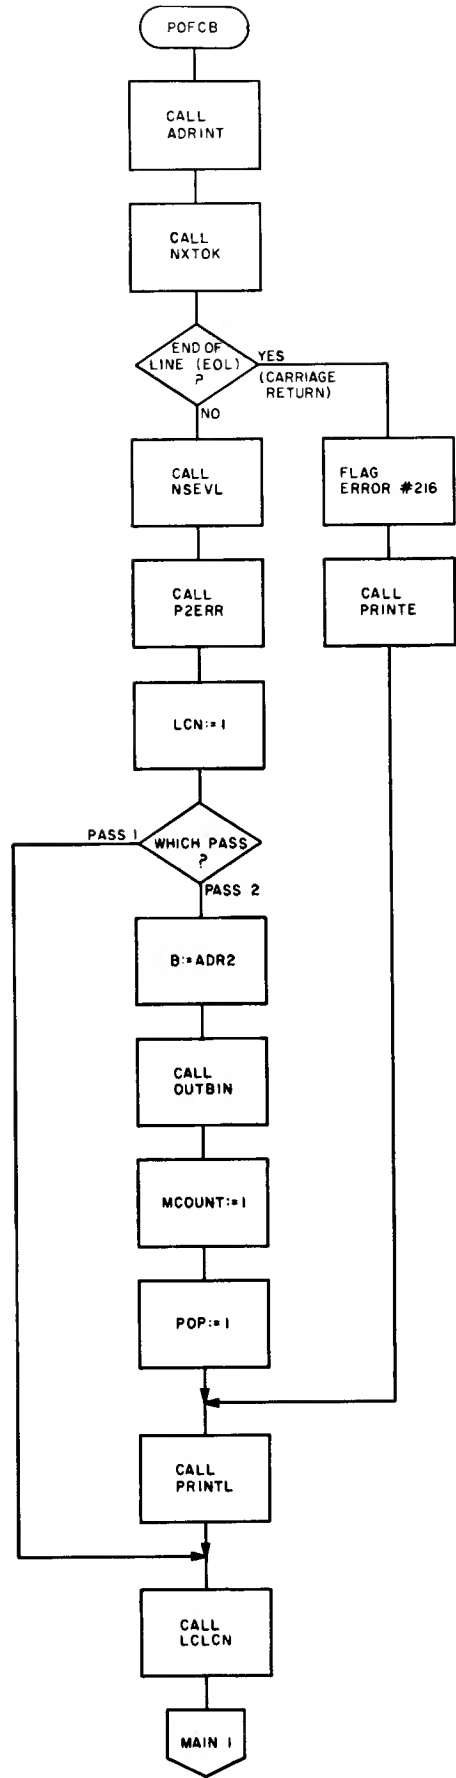 POFCB
CALL
ADRINT
CALL
NXTOK
END OF
LINE (EOL)
?
YES
(CARRIAGE
RETURN)
NO
CALL
NSEVL
FLAG
ERROR #216
CALL
P2ERR
CALL
PRINTE
LCN:=1
PASS 1
WHICH PASS
?
PASS 2
B:=ADR2
CALL
OUTBIN
MCOUNT:=1
POP:=1
CALL
PRINTL
CALL
LCLCN
MAIN 1